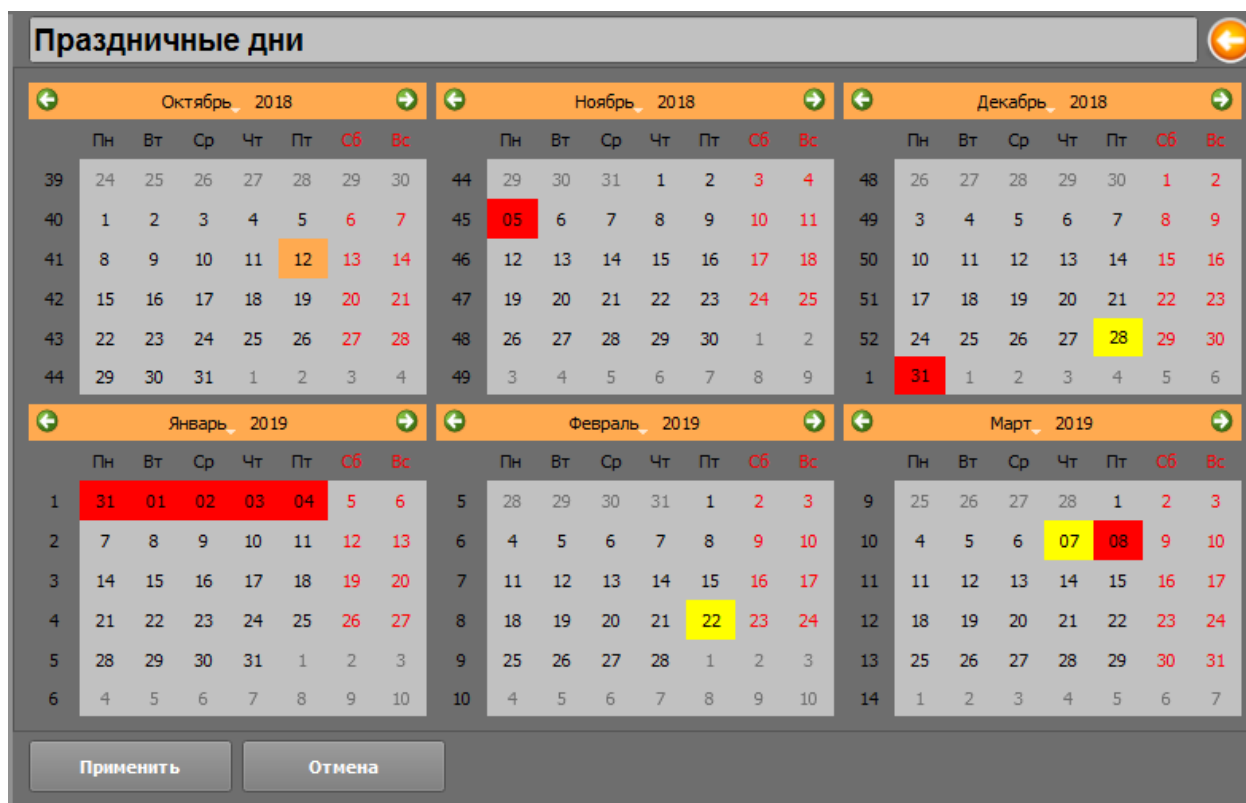 Праздничные дни
Октябрь 2018 Ноябрь 2018 Декабрь 2018
Пн Вт Ср Чт Пт Сб Вс Пн Вт Ср Чт Пт Сб Вс Пн Вт Ср Чт Пт Сб Вс
39 24 25 26 27 28 29 30 44 29 30 31 1 2 3 4 48 26 27 28 29 30 1 2
40 1 2 3 4 5 6 7 45 05 6 7 8 9 10 11 49 3 4 5 6 7 8 9
41 8 9 10 11 12 13 14 46 12 13 14 15 16 17 18 50 10 11 12 13 14 15 16
42 15 16 17 18 19 20 21 47 19 20 21 22 23 24 25 51 17 18 19 20 21 22 23
43 22 23 24 25 26 27 28 48 26 27 28 29 30 1 2 52 24 25 26 27 28 29 30
44 29 30 31 1 2 3 4 49 3 4 5 6 7 8 9 1 31 1 2 3 4 5 6
Январь 2019 Февраль 2019 Март 2019
Пн Вт Ср Чт Пт Сб Вс Пн Вт Ср Чт Пт Сб Вс Пн Вт Ср Чт Пт Сб Вс
1 31 01 02 03 04 5 6 5 28 29 30 31 1 2 3 9 25 26 27 28 1 2 3
2 7 8 9 10 11 12 13 6 4 5 6 7 8 9 10 10 4 5 6 07 08 9 10
3 14 15 16 17 18 19 20 7 11 12 13 14 15 16 17 11 11 12 13 14 15 16 17
4 21 22 23 24 25 26 27 8 18 19 20 21 22 23 24 12 18 19 20 21 22 23 24
5 28 29 30 31 1 2 3 9 25 26 27 28 1 2 3 13 25 26 27 28 29 30 31
6 4 5 6 7 8 9 10 10 4 5 6 7 8 9 10 14 1 2 3 4 5 6 7
Применить Отмена